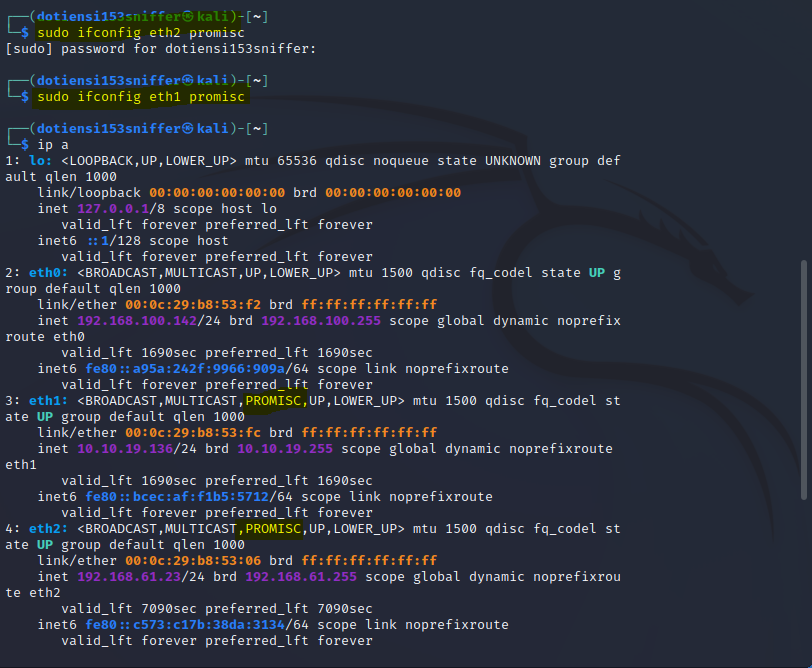 ┌──(dotiensi153sniffer㉿kali)-[~]
└─$ sudo ifconfig eth2 promisc
[sudo] password for dotiensi153sniffer:
┌──(dotiensi153sniffer㉿kali)-[~]
└─$ sudo ifconfig eth1 promisc
┌──(dotiensi153sniffer㉿kali)-[~]
└─$ ip a
1: lo: <LOOPBACK,UP,LOWER_UP> mtu 65536 qdisc noqueue state UNKNOWN group def
ault qlen 1000
    link/loopback 00:00:00:00:00:00 brd 00:00:00:00:00:00
    inet 127.0.0.1/8 scope host lo
       valid_lft forever preferred_lft forever
    inet6 ::1/128 scope host
       valid_lft forever preferred_lft forever
2: eth0: <BROADCAST,MULTICAST,UP,LOWER_UP> mtu 1500 qdisc fq_codel state UP g
roup default qlen 1000
    link/ether 00:0c:29:b8:53:f2 brd ff:ff:ff:ff:ff:ff
    inet 192.168.100.142/24 brd 192.168.100.255 scope global dynamic noprefix
route eth0
       valid_lft 1690sec preferred_lft 1690sec
    inet6 fe80::a95a:242f:9966:909a/64 scope link noprefixroute
       valid_lft forever preferred_lft forever
3: eth1: <BROADCAST,MULTICAST,PROMISC,UP,LOWER_UP> mtu 1500 qdisc fq_codel st
ate UP group default qlen 1000
    link/ether 00:0c:29:b8:53:fc brd ff:ff:ff:ff:ff:ff
    inet 10.10.19.136/24 brd 10.10.19.255 scope global dynamic noprefixroute
eth1
       valid_lft 1690sec preferred_lft 1690sec
    inet6 fe80::bcec:af:f1b5:5712/64 scope link noprefixroute
       valid_lft forever preferred_lft forever
4: eth2: <BROADCAST,MULTICAST,PROMISC,UP,LOWER_UP> mtu 1500 qdisc fq_codel st
ate UP group default qlen 1000
    link/ether 00:0c:29:b8:53:06 brd ff:ff:ff:ff:ff:ff
    inet 192.168.61.23/24 brd 192.168.61.255 scope global dynamic noprefixrou
te eth2
       valid_lft 7090sec preferred_lft 7090sec
    inet6 fe80::c573:c17b:38da:3134/64 scope link noprefixroute
       valid_lft forever preferred_lft forever